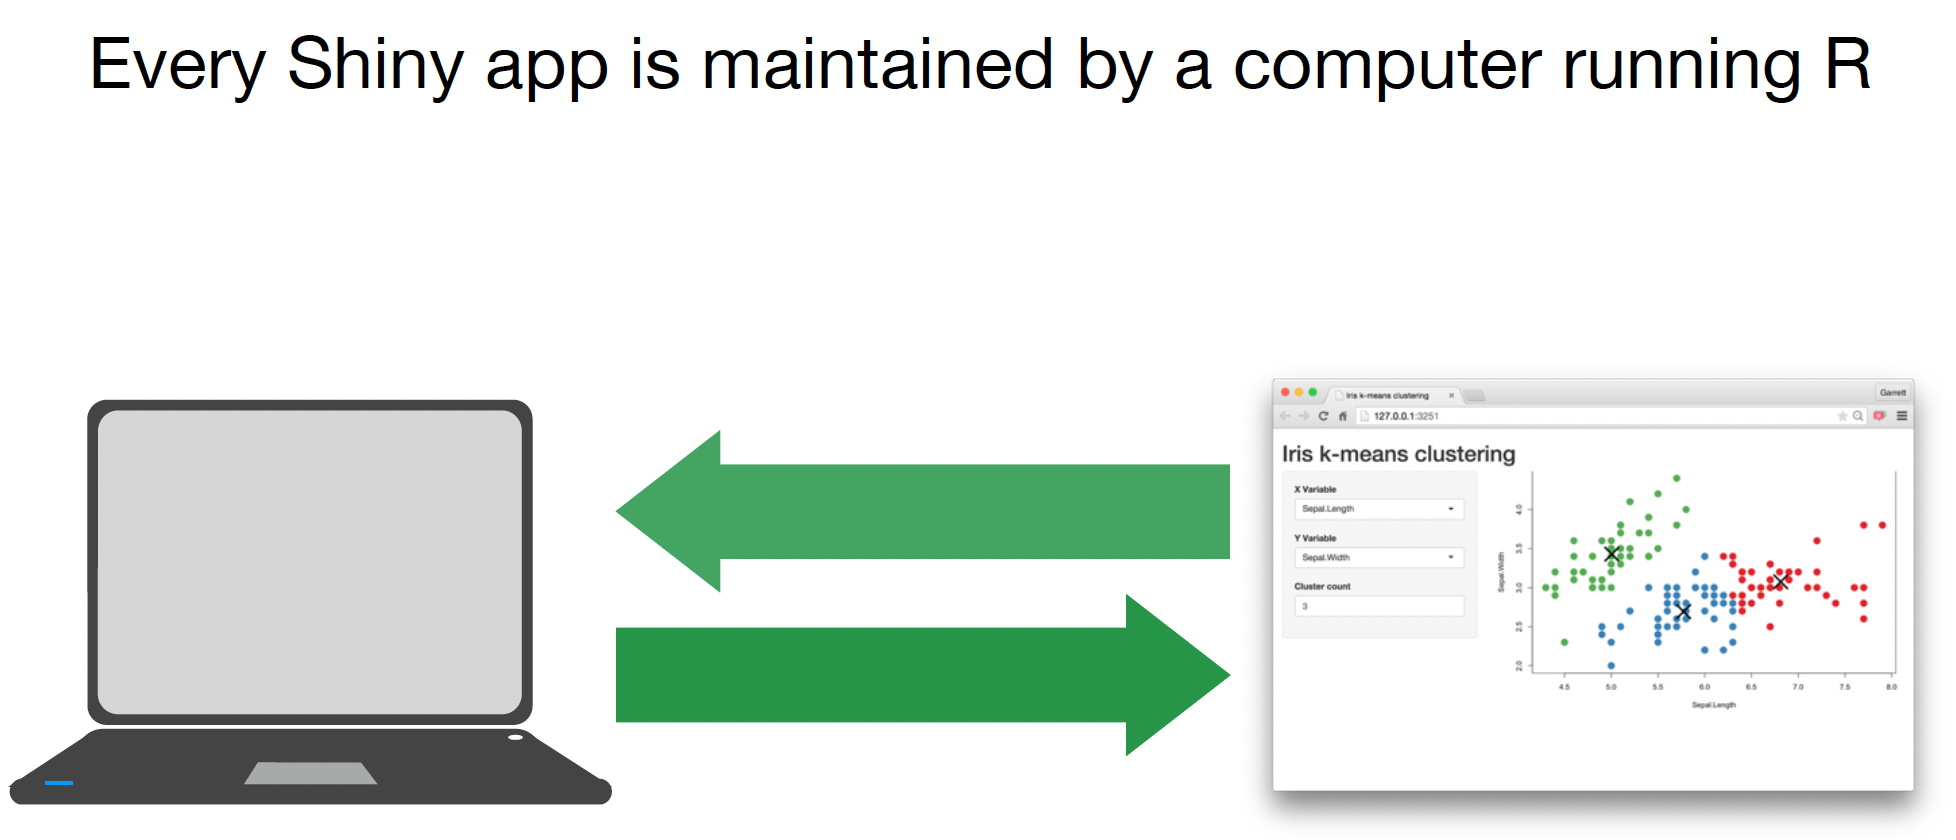 Every Shiny app is maintained by a computer running R
Iris k-means clustering
Garrett
127.0.0.1:3251
Iris k-means clustering
X Variable
Sepal.Length
Y Variable
Sepal.Width
Cluster count
3
Sepal.Width
4.0
3.5
3.0
2.5
2.0
4.5 5.0 5.5 6.0 6.5 7.0 7.5 8.0
Sepal.Length